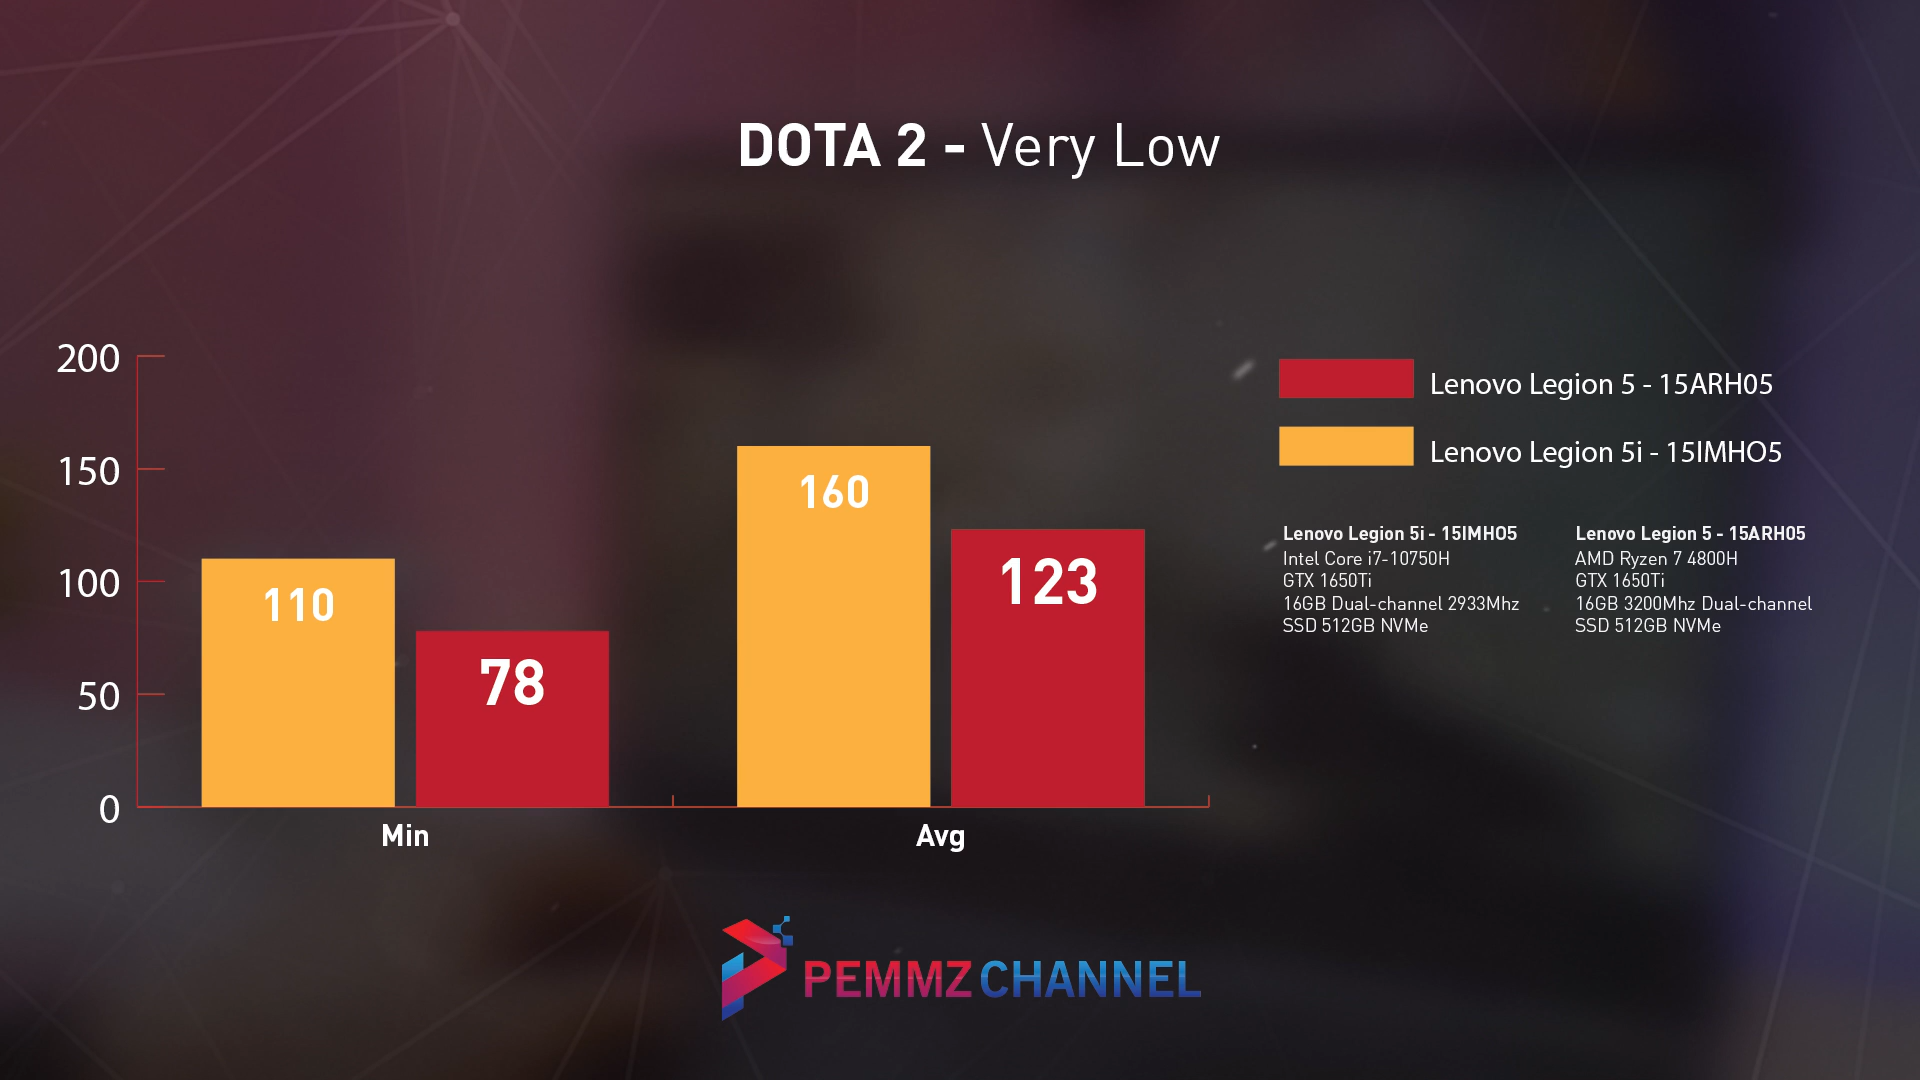 DOTA 2 - Very Low
200
150
100
50
0
110
78
160
123
Min
Avg
Lenovo Legion 5 - 15ARH05
Lenovo Legion 5i - 15IMHO5
Lenovo Legion 5i - 15IMHO5
Intel Core i7-10750H
GTX 1650Ti
16GB Dual-channel 2933Mhz
SSD 512GB NVMe
Lenovo Legion 5 - 15ARH05
AMD Ryzen 7 4800H
GTX 1650Ti
16GB 3200Mhz Dual-channel
SSD 512GB NVMe
PEMMZ CHANNEL